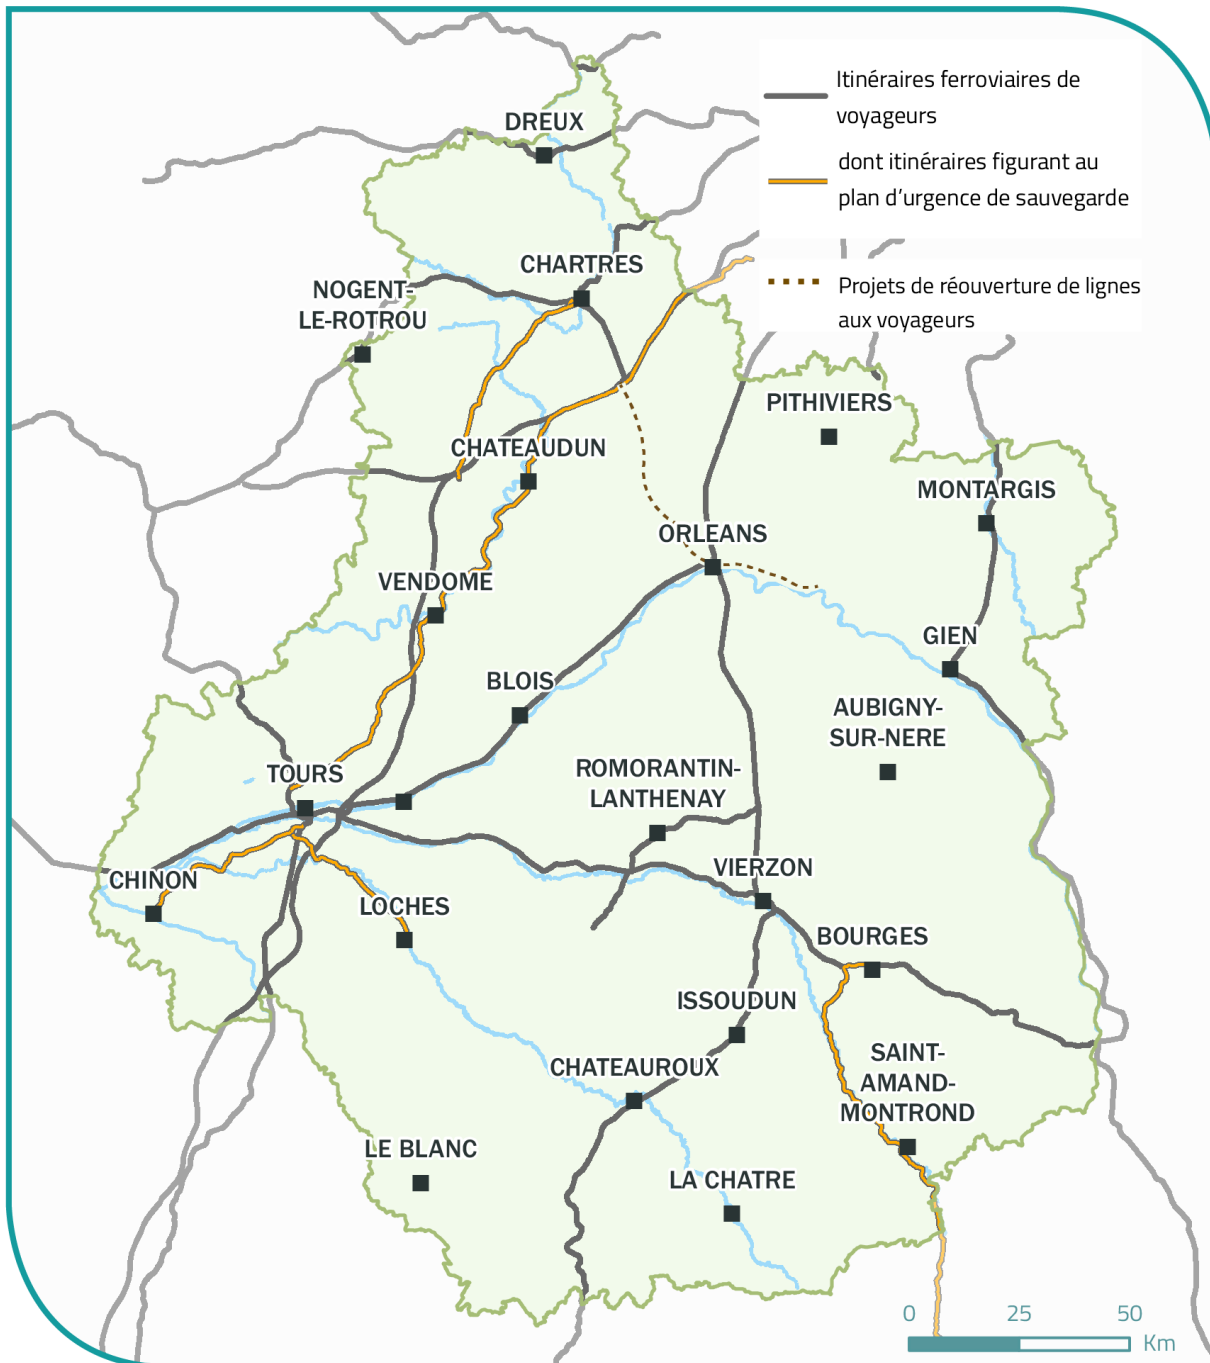 Itinéraires ferroviaires de
voyageurs
dont itinéraires figurant au
plan d’urgence de sauvegarde
Projets de réouverture de lignes
aux voyageurs
DREUX
CHARTRES
NOGENT-
LE-ROTROU
PITHIVIERS
CHATEAUDUN
MONTARGIS
ORLEANS
VENDOME
GIEN
BLOIS
AUBIGNY-
SUR-NERE
TOURS
ROMORANTIN-
LANTHENAY
VIERZON
CHINON
LOCHES
BOURGES
ISSOUDUN
SAINT-
AMAND-
MONTROND
CHATEAUROUX
LE BLANC
LA CHATRE
0 25 50
Km